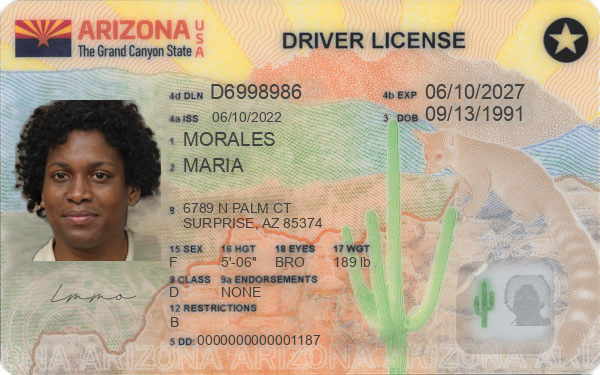 ARIZONA USA
The Grand Canyon State
DRIVER LICENSE
4d DLN D6998986
4b EXP 06/10/2027
4a ISS 06/10/2022
3 DOB 09/13/1991
1 MORALES
2 MARIA
8 6789 N PALM CT
SURPRISE, AZ 85374
15 SEX 16 HGT 18 EYES 17 WGT
F 5'-06" BRO 189 lb
9 CLASS 9a ENDORSEMENTS
D NONE
12 RESTRICTIONS
B
5 DD: 0000000000001187
ARIZONA ARIZONA ARIZONA ARIZONA ARIZ